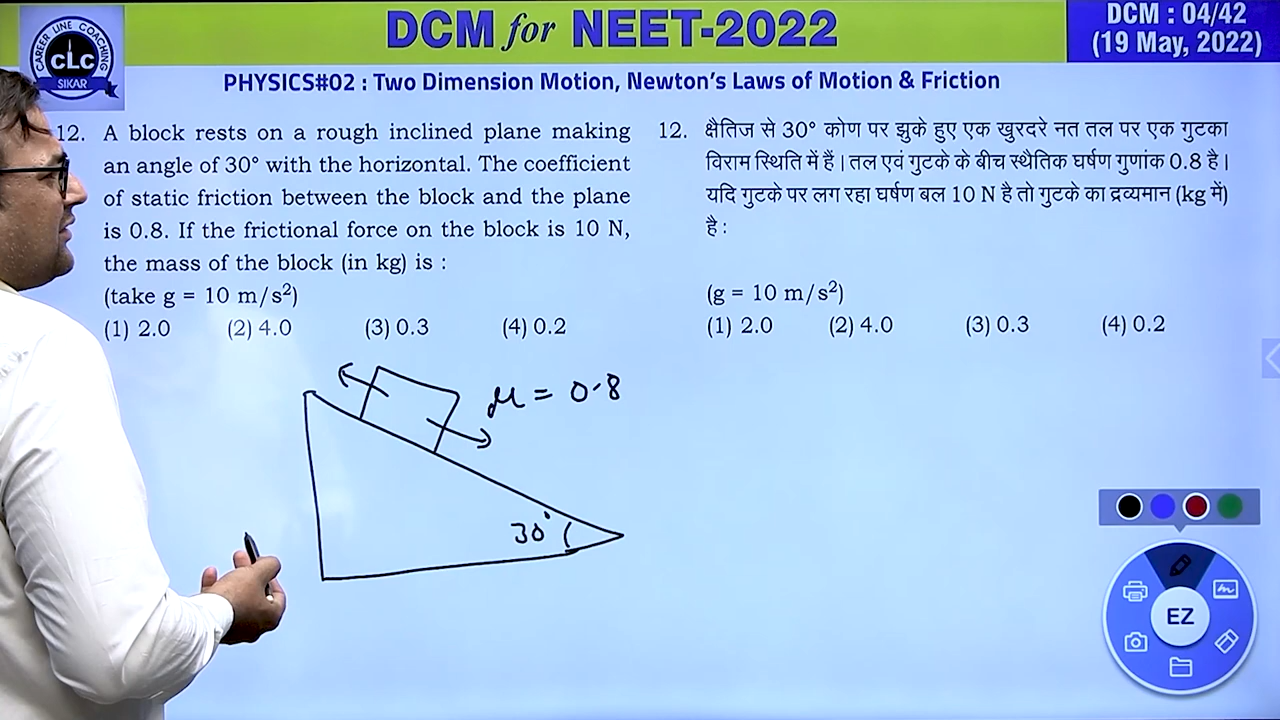 DCM for NEET-2022
DCM : 04/42
(19 May, 2022)
CAREER LINE COACHING
CLC
SIKAR
PHYSICS#02 : Two Dimension Motion, Newton's Laws of Motion & Friction
12. A block rests on a rough inclined plane making
an angle of 30° with the horizontal. The coefficient
of static friction between the block and the plane
is 0.8. If the frictional force on the block is 10 N,
the mass of the block (in kg) is :
(take g = 10 m/s²)
(1) 2.0 (2) 4.0 (3) 0.3 (4) 0.2
12. क्षैतिज से 30° कोण पर झुके हुए एक खुरदरे नत तल पर एक गुटका
विराम स्थिति में हैं। तल एवं गुटके के बीच स्थैतिक घर्षण गुणांक 0.8 है।
यदि गुटके पर लग रहा घर्षण बल 10 N है तो गुटके का द्रव्यमान (kg में)
है :
(g = 10 m/s²)
(1) 2.0 (2) 4.0 (3) 0.3 (4) 0.2
μ = 0.8
30°
EZ